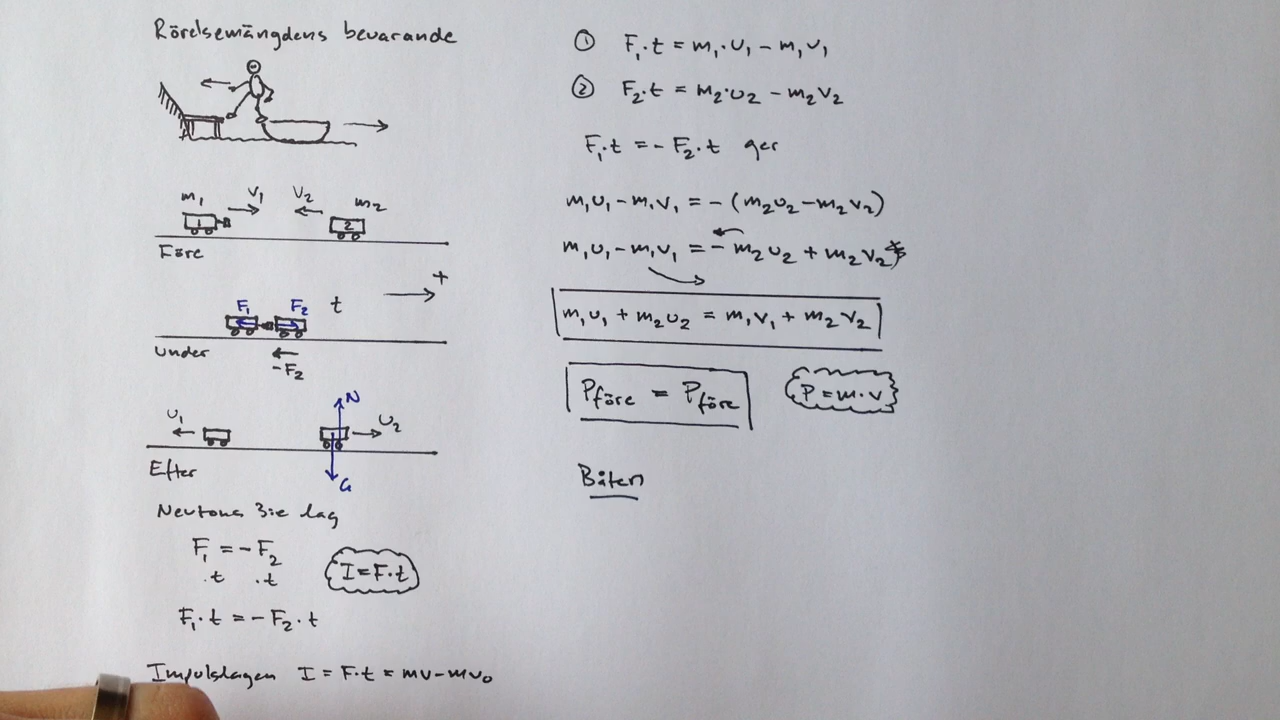 Rörelsemängdens bevarande
m₁ v₁ v₂ m₂
1 2
Före
+
F₁ F₂ t
Under
-F₂
u₁ N u₂
Efter
G
Newtons 3:e lag
F₁ = -F₂
·t ·t
I = F·t
F₁·t = -F₂·t
Impulslagen I = F·t = mv - mv₀
① F₁·t = m₁·u₁ - m₁v₁
② F₂·t = m₂·u₂ - m₂v₂
F₁·t = -F₂·t ger
m₁u₁ - m₁v₁ = -(m₂u₂ - m₂v₂)
m₁u₁ - m₁v₁ = -m₂u₂ + m₂v₂
m₁u₁ + m₂u₂ = m₁v₁ + m₂v₂
Pföre = Pföre
P = m·v
Båten